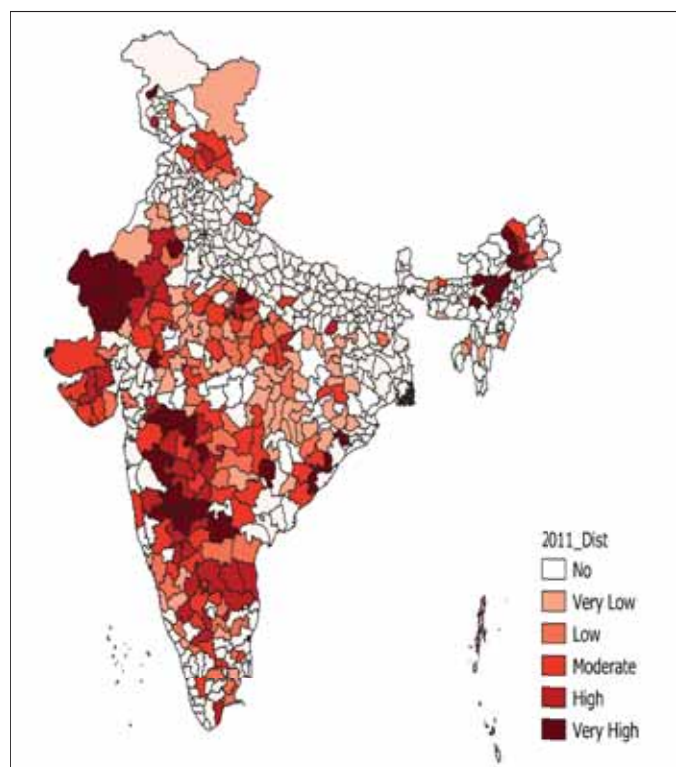 2011_Dist
No
Very Low
Low
Moderate
High
Very High